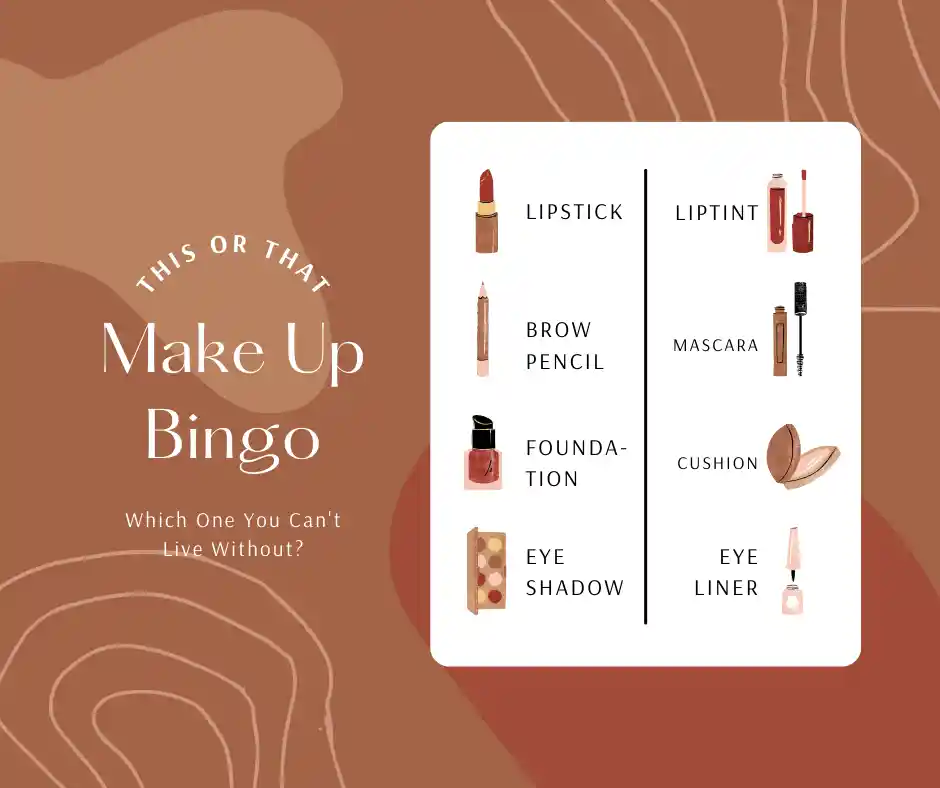 THIS OR THAT
Make Up
Bingo
Which One You Can't
Live Without?
LIPSTICK
LIPTINT
BROW
PENCIL
MASCARA
FOUNDA-
TION
CUSHION
EYE
SHADOW
EYE
LINER